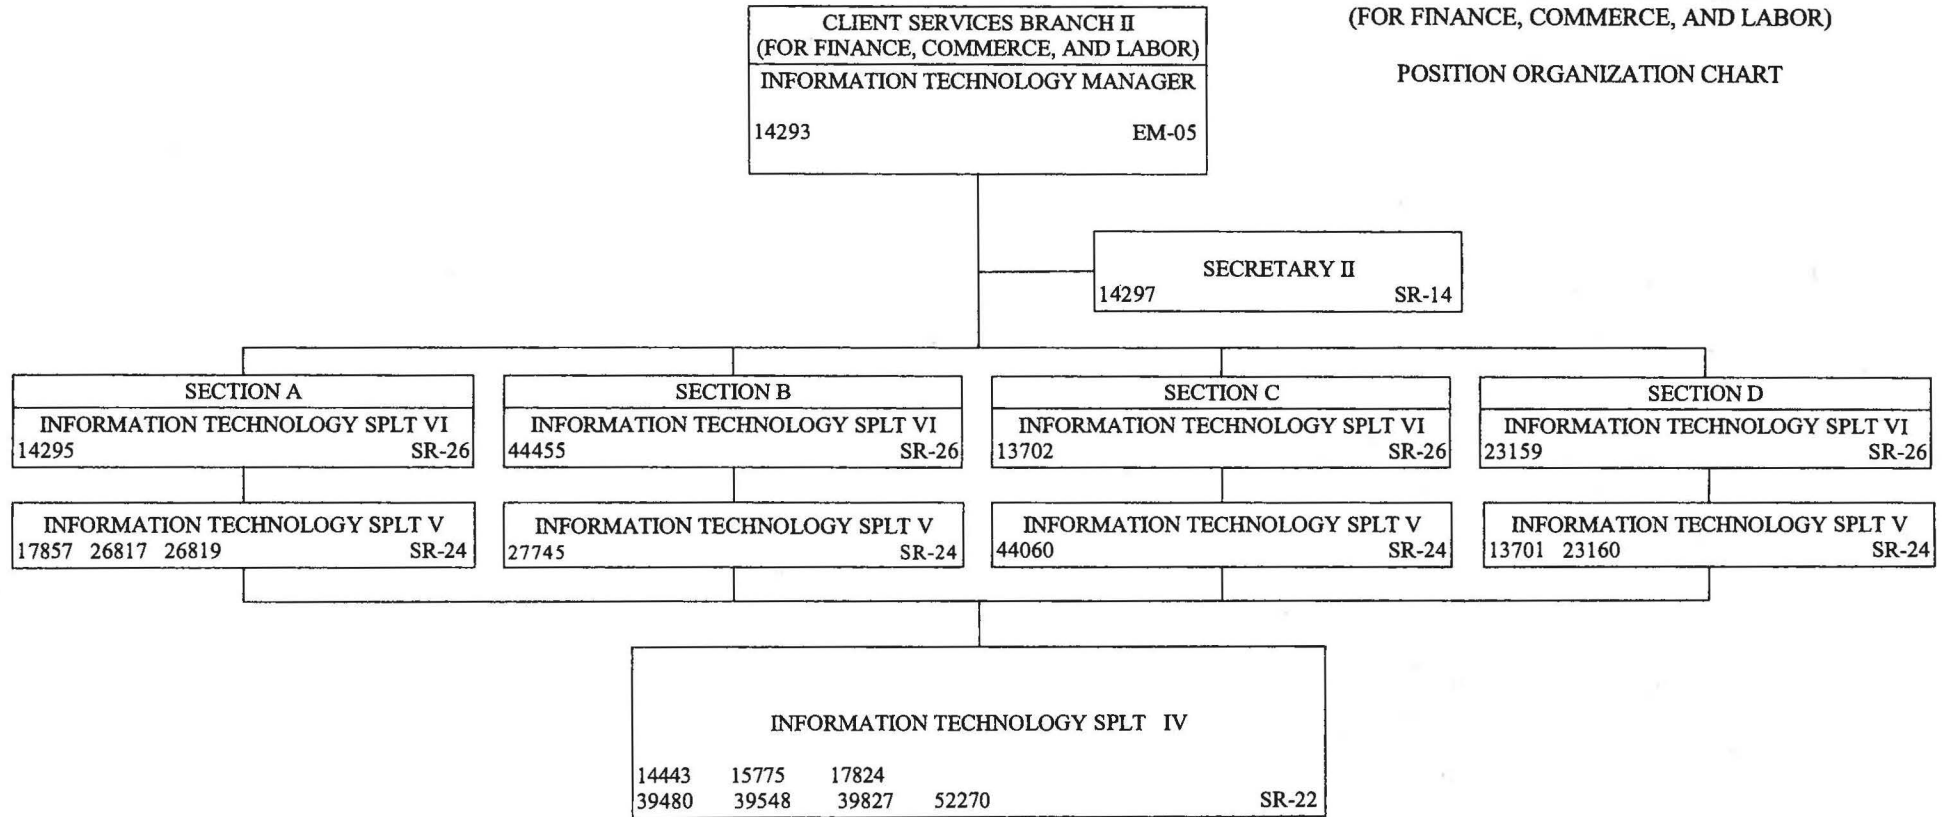 (FOR FINANCE, COMMERCE, AND LABOR)
POSITION ORGANIZATION CHART
CLIENT SERVICES BRANCH II
(FOR FINANCE, COMMERCE, AND LABOR)
INFORMATION TECHNOLOGY MANAGER
14293 EM-05
SECRETARY II
14297 SR-14
SECTION A
INFORMATION TECHNOLOGY SPLT VI
14295 SR-26
SECTION B
INFORMATION TECHNOLOGY SPLT VI
44455 SR-26
SECTION C
INFORMATION TECHNOLOGY SPLT VI
13702 SR-26
SECTION D
INFORMATION TECHNOLOGY SPLT VI
23159 SR-26
INFORMATION TECHNOLOGY SPLT V
17857 26817 26819 SR-24
INFORMATION TECHNOLOGY SPLT V
27745 SR-24
INFORMATION TECHNOLOGY SPLT V
44060 SR-24
INFORMATION TECHNOLOGY SPLT V
13701 23160 SR-24
INFORMATION TECHNOLOGY SPLT IV
14443 15775 17824
39480 39548 39827 52270 SR-22